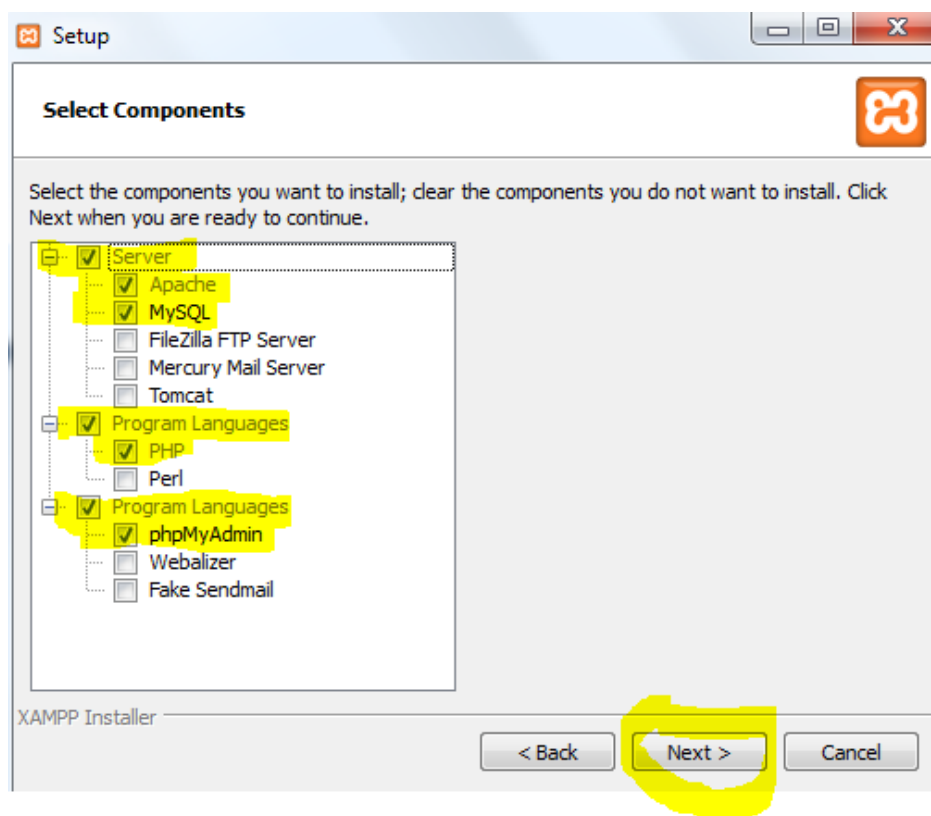 Setup
Select Components
Select the components you want to install; clear the components you do not want to install. Click
Next when you are ready to continue.
Server
Apache
MySQL
FileZilla FTP Server
Mercury Mail Server
Tomcat
Program Languages
PHP
Perl
Program Languages
phpMyAdmin
Webalizer
Fake Sendmail
XAMPP Installer
< Back Next > Cancel